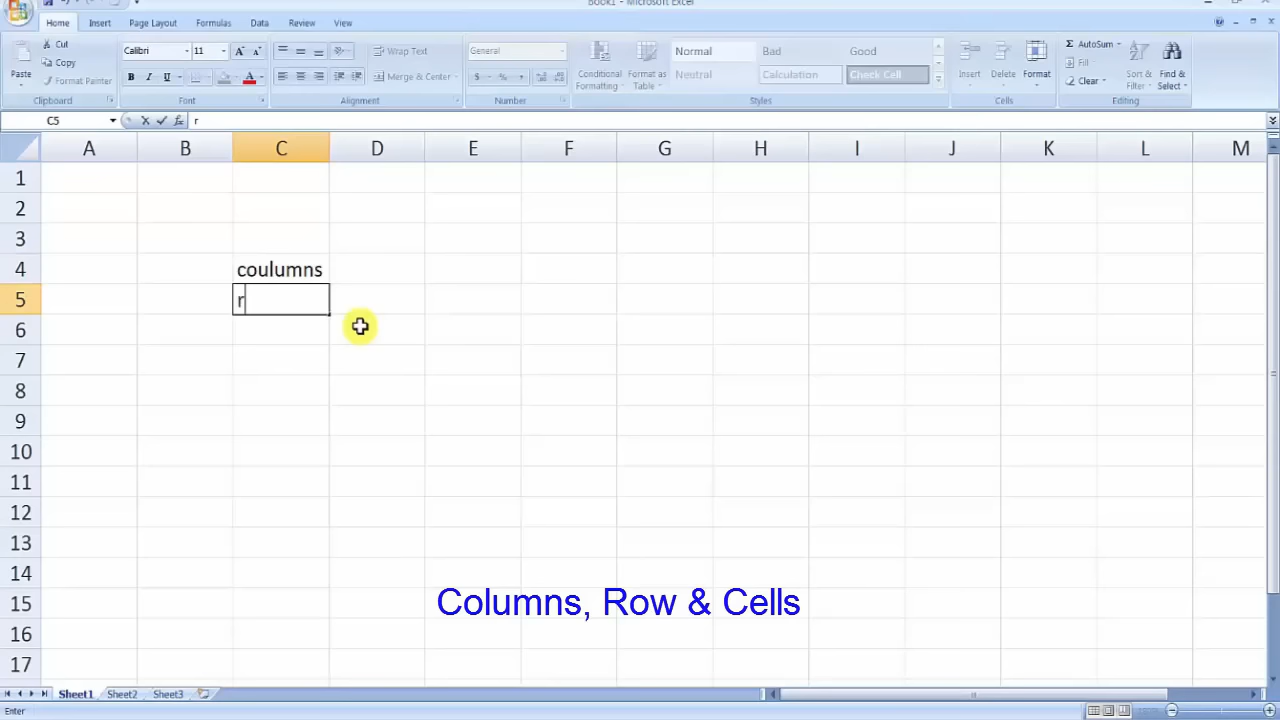 Book1 - Microsoft Excel
Home Insert Page Layout Formulas Data Review View
Cut
Copy
Format Painter
Paste
Clipboard
Calibri 11
B I U
Font
Wrap Text
Merge & Center
Alignment
General
$ % ,
Number
Conditional Formatting
Format as Table
Normal Bad Good
Neutral Calculation Check Cell
Styles
Insert Delete Format
Cells
AutoSum
Fill
Clear
Sort & Filter
Find & Select
Editing
C5 fx r
A B C D E F G H I J K L M
1
2
3
4 coulumns
5 r
6
7
8
9
10
11
12
13
14
15 Columns, Row & Cells
16
17
Sheet1 Sheet2 Sheet3
Enter